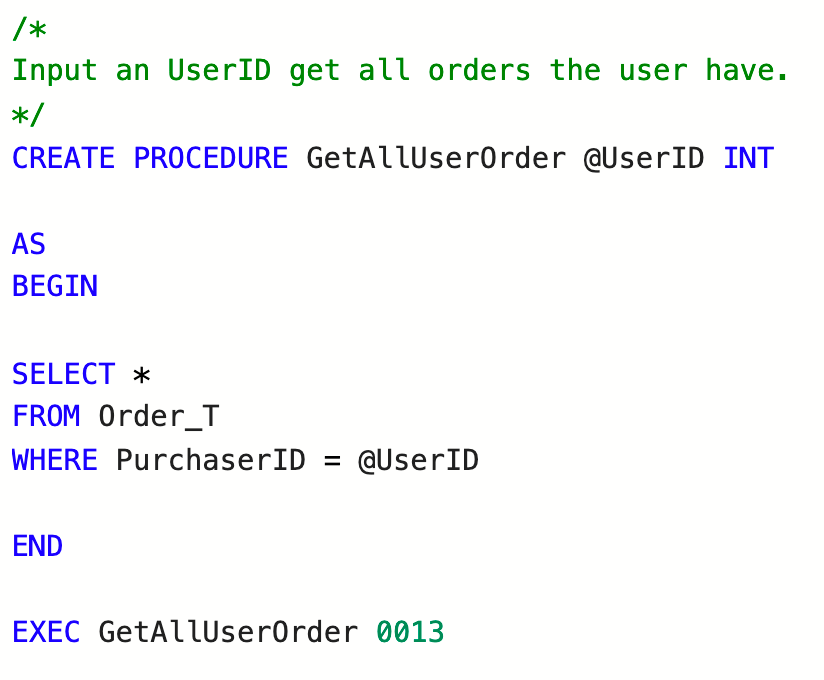 /*
Input an UserID get all orders the user have.
*/
CREATE PROCEDURE GetAllUserOrder @UserID INT
AS
BEGIN
SELECT *
FROM Order_T
WHERE PurchaserID = @UserID
END
EXEC GetAllUserOrder 0013